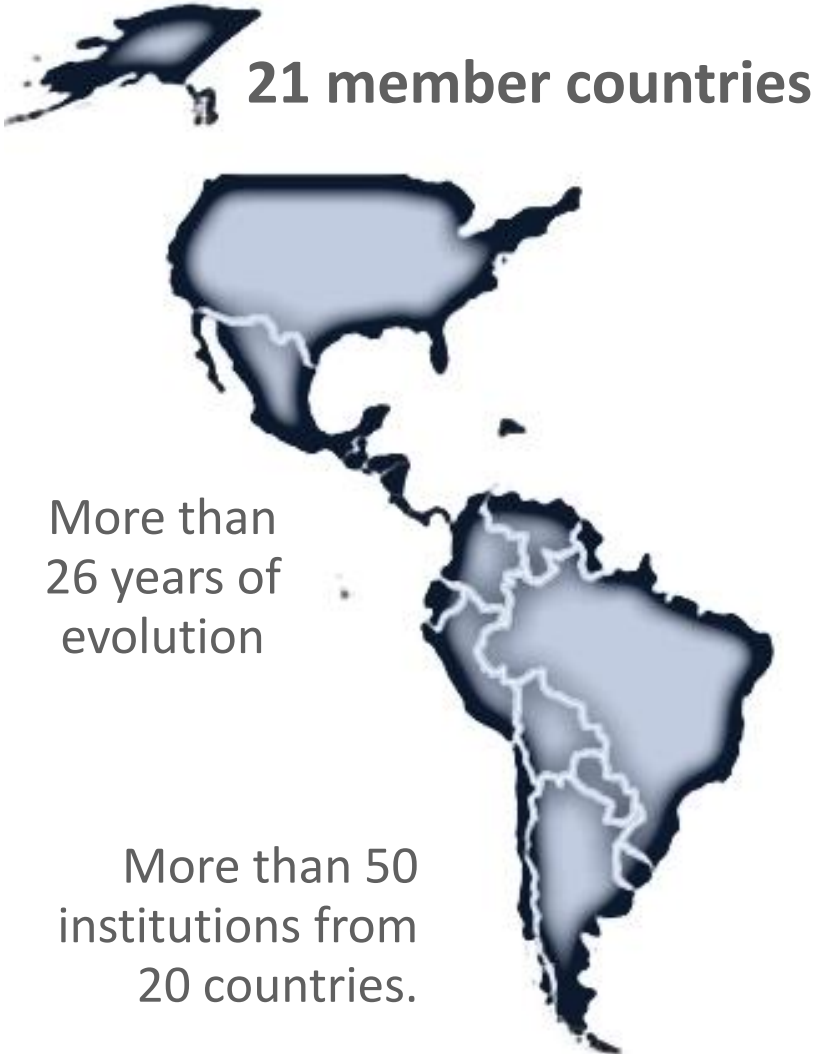 21 member countries
More than
26 years of
evolution
More than 50
institutions from
20 countries.